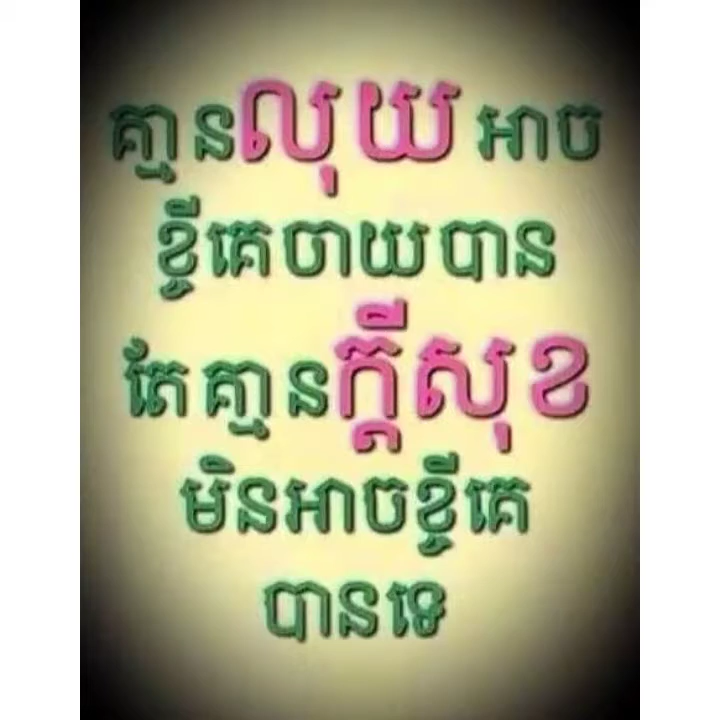 គ្មានលុយ អាច
ខ្ចីគេចាយបាន
តែគ្មានក្ដីសុខ
មិនអាចខ្ចីគេ
បានទេ